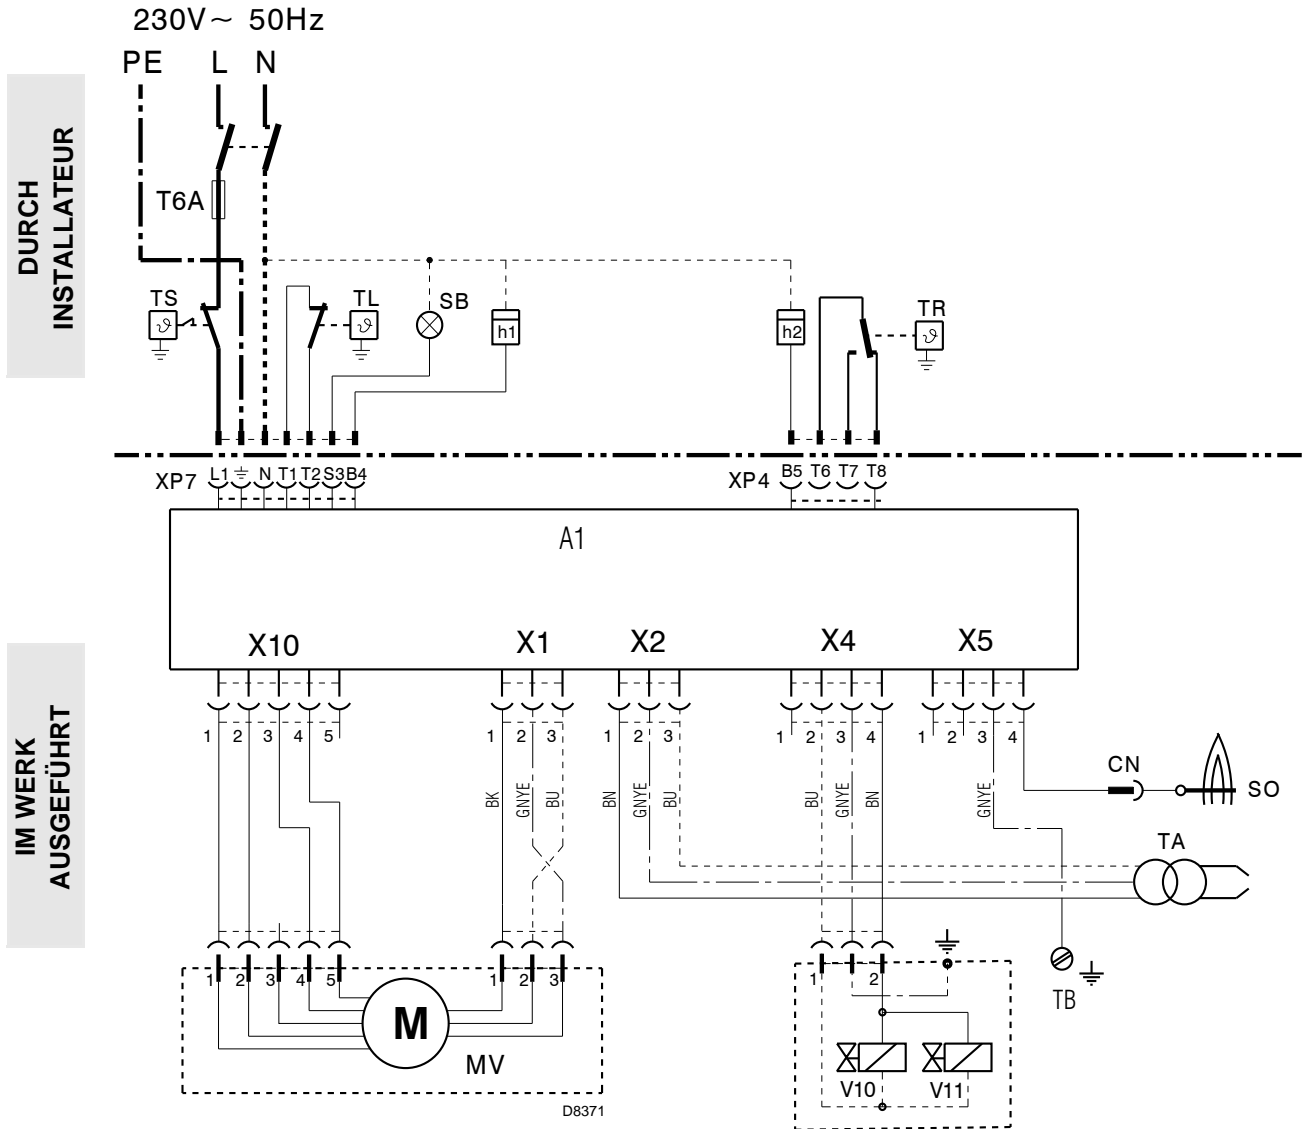 230V~ 50Hz
PE L N
DURCH
INSTALLATEUR
T6A
TS
ϑ
TL
ϑ
SB
h1
h2
TR
ϑ
XP7 L1 N T1 T2 S3 B4
XP4 B5 T6 T7 T8
A1
X10 X1 X2 X4 X5
1 2 3 4 5
1 2 3
1 2 3
1 2 3 4
1 2 3 4
IM WERK
AUSGEFÜHRT
BK GNYE BU
BN GNYE BU
BU GNYE BN
GNYE
CN
SO
TA
1 2 3 4 5
1 2 3
1 2
M
MV
TB
V10 V11
D8371